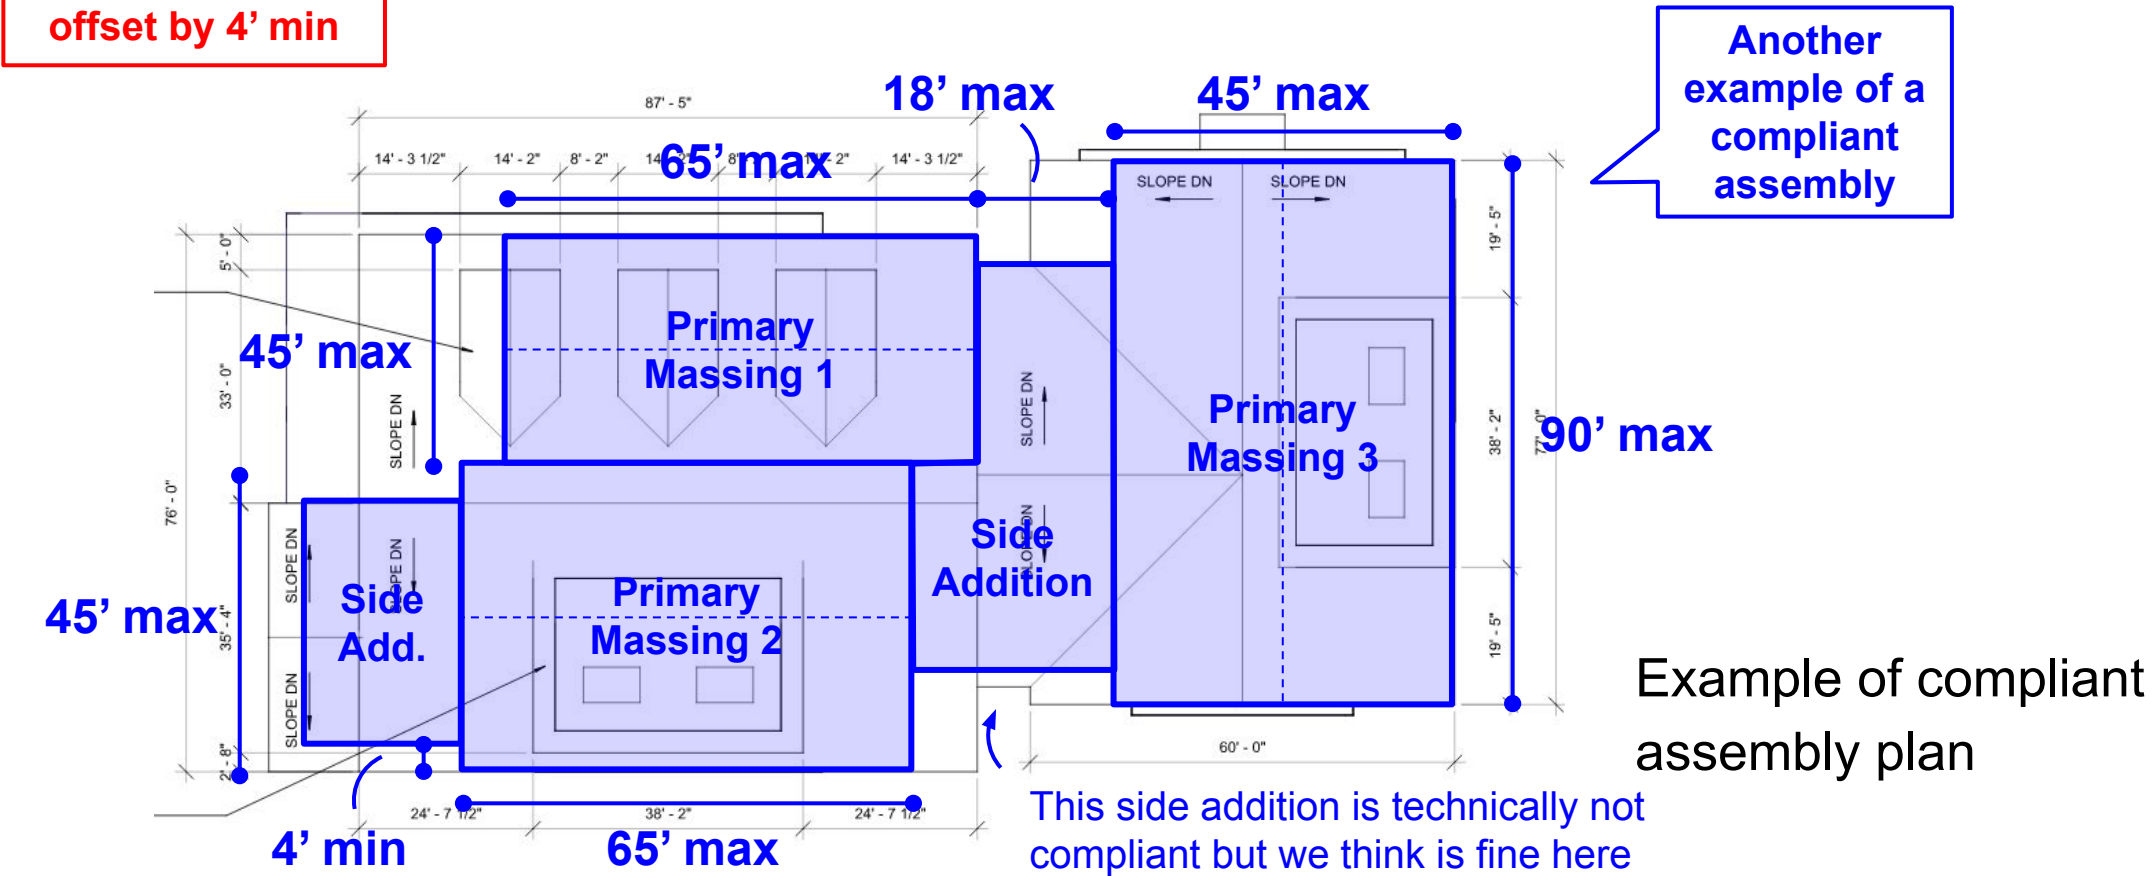 offset by 4’ min
Another
example of a
compliant
assembly
18’ max
45’ max
87' - 5"
65’ max
14' - 3 1/2"
14' - 2"
8' - 2"
14' - 3 1/2"
SLOPE DN
SLOPE DN
19' - 5"
5' - 0"
45’ max
33' - 0"
SLOPE DN
Primary
Massing 1
SLOPE DN
Primary
Massing 3
38' - 2"
77' - 0"
90’ max
76' - 0"
SLOPE DN
SLOPE DN
SLOPE DN
Side
Addition
45’ max
35' - 4"
Side
Add.
Primary
Massing 2
19' - 5"
SLOPE DN
2' - 8"
Example of compliant
assembly plan
60' - 0"
24' - 7 1/2"
38' - 2"
24' - 7 1/2"
4’ min
65’ max
This side addition is technically not
compliant but we think is fine here